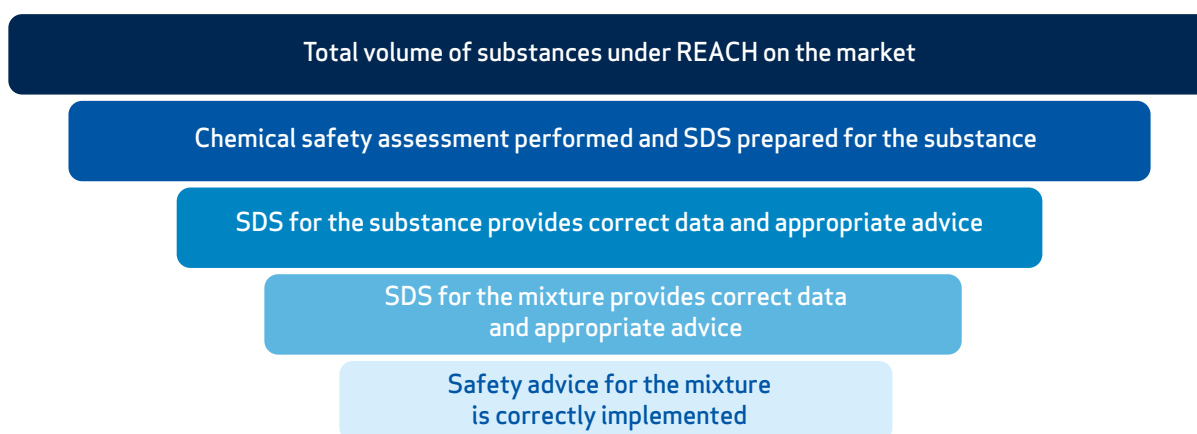 Total volume of substances under REACH on the market
Chemical safety assessment performed and SDS prepared for the substance
SDS for the substance provides correct data and appropriate advice
SDS for the mixture provides correct data
and appropriate advice
Safety advice for the mixture
is correctly implemented